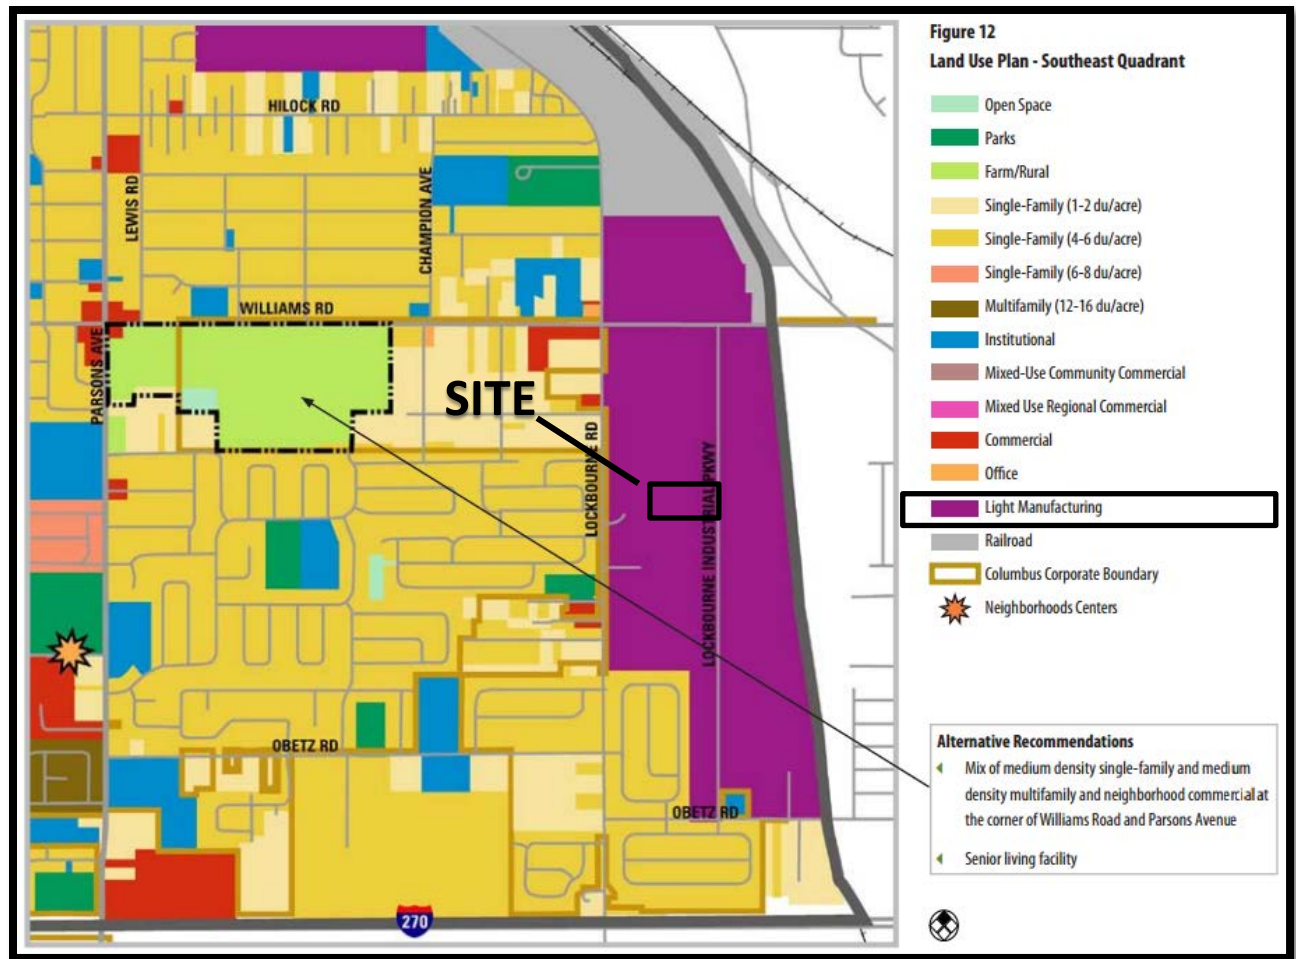 Figure 12
Land Use Plan - Southeast Quadrant
Open Space
Parks
Farm/Rural
Single-Family (1-2 du/acre)
Single-Family (4-6 du/acre)
Single-Family (6-8 du/acre)
Multifamily (12-16 du/acre)
Institutional
Mixed-Use Community Commercial
Mixed Use Regional Commercial
Commercial
Office
Light Manufacturing
Railroad
Columbus Corporate Boundary
Neighborhoods Centers
HILOCK RD
LEWIS RD
CHAMPION AVE
WILLIAMS RD
PARSONS AVE
SITE
LOCKBOURNE RD
LOCKBOURNE INDUSTRIAL PKWY
OBETZ RD
OBETZ RD
270
Alternative Recommendations
Mix of medium density single-family and medium
density multifamily and neighborhood commercial at
the corner of Williams Road and Parsons Avenue
Senior living facility